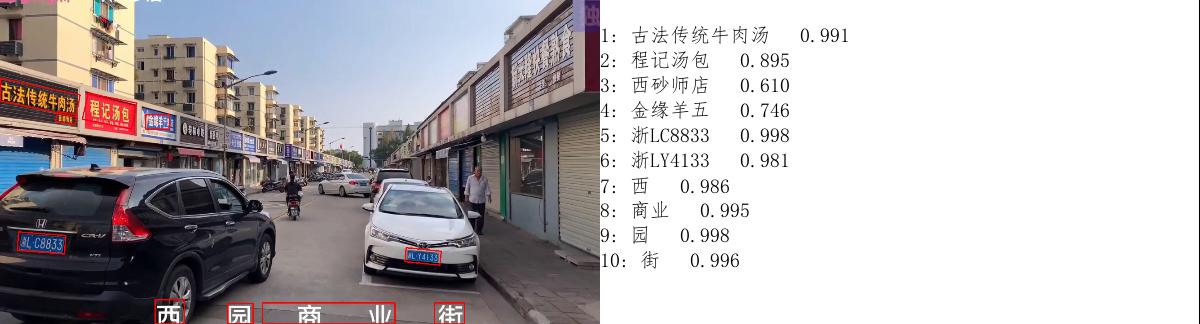 古法传统牛肉汤
程记汤包
CR-V
浙LC8833
浙LY4133
西 园 商 业 街
1: 古法传统牛肉汤 0.991
2: 程记汤包 0.895
3: 西砂师店 0.610
4: 金缘羊五 0.746
5: 浙LC8833 0.998
6: 浙LY4133 0.981
7: 西 0.986
8: 商业 0.995
9: 园 0.998
10: 街 0.996